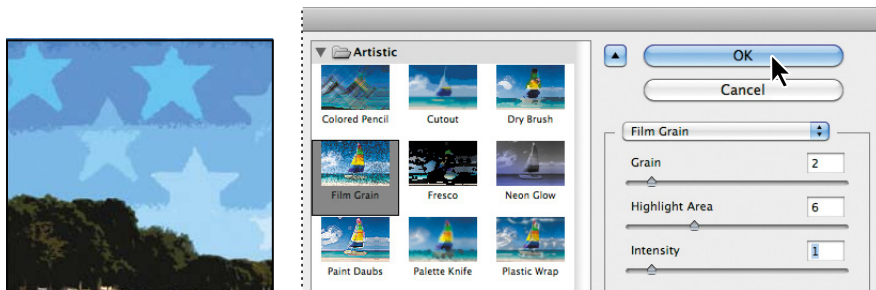 Artistic
Colored Pencil Cutout Dry Brush
Film Grain Fresco Neon Glow
Paint Daubs Palette Knife Plastic Wrap
OK
Cancel
Film Grain
Grain 2
Highlight Area 6
Intensity 1